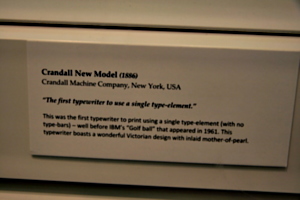 Crandall New Model (1886)
Crandall Machine Company, New York, USA
"The first typewriter to use a single type-element."
This was the first typewriter to print using a single type-element (with no
type-bars) – well before IBM's "Golf ball" that appeared in 1961. This
typewriter boasts a wonderful Victorian design with inlaid mother-of-pearl.